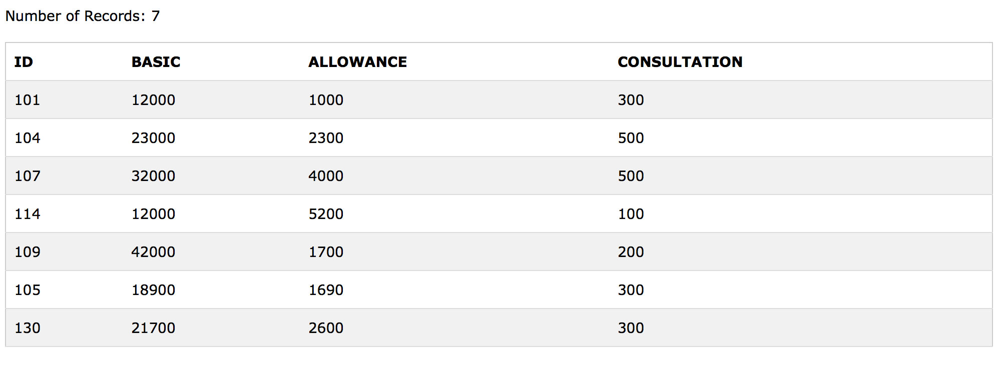 Number of Records: 7
ID BASIC ALLOWANCE CONSULTATION
101 12000 1000 300
104 23000 2300 500
107 32000 4000 500
114 12000 5200 100
109 42000 1700 200
105 18900 1690 300
130 21700 2600 300